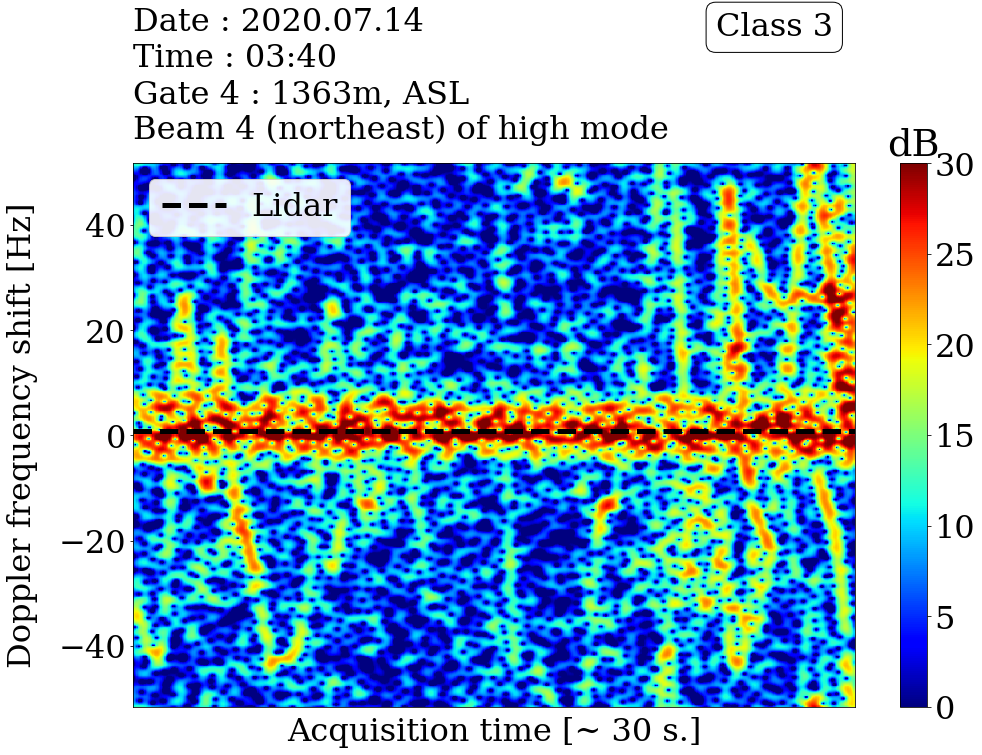 Date : 2020.07.14
Time : 03:40
Gate 4 : 1363m, ASL
Beam 4 (northeast) of high mode
Class 3
dB
Lidar
Doppler frequency shift [Hz]
40
20
0
−20
−40
30
25
20
15
10
5
0
Acquisition time [~ 30 s.]